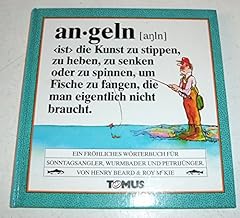 an·geln [aŋln]
‹ist› die Kunst zu stippen,
zu heben, zu senken
oder zu spinnen, um
Fische zu fangen, die
man eigentlich nicht
braucht.
EIN FRÖHLICHES WÖRTERBUCH FÜR
SONNTAGSANGLER, WURMBADER UND PETRIJÜNGER.
VON HENRY BEARD & ROY McKIE
TOMUS